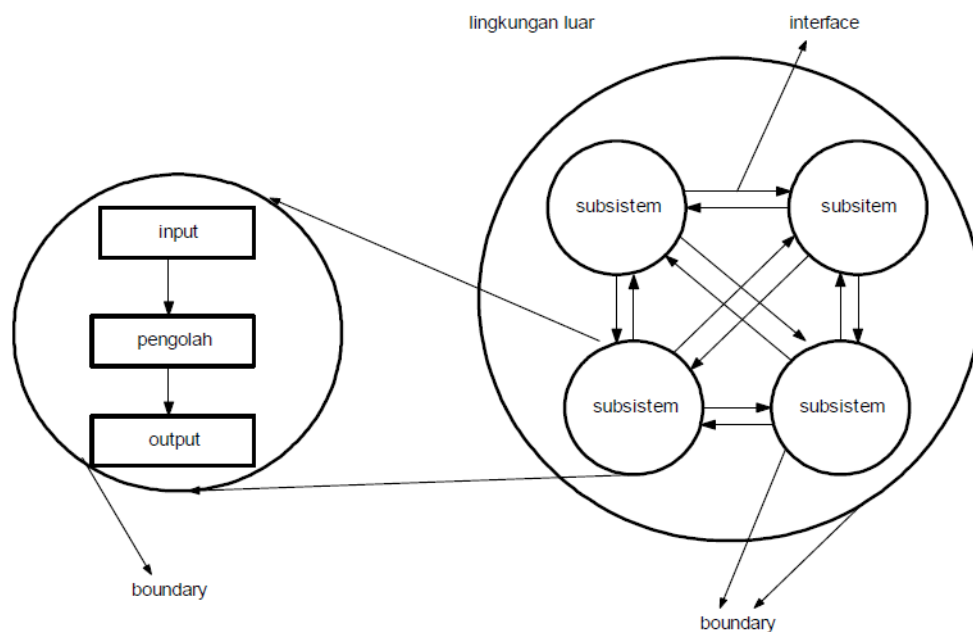 lingkungan luar
interface
subsistem
subsitem
input
pengolah
output
subsistem
subsistem
boundary
boundary